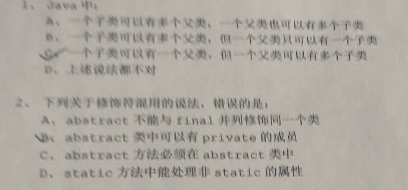 1、 Java 中：
A、 一个子类可以有多个父类，一个父类也可以有多个子类
B、 一个子类可以有多个父类，但一个父类只可以有一个子类
C、 一个子类可以有一个父类，但一个父类可以有多个子类
D、 上述说法都不对
2、 下列关于修饰符混用的说法，错误的是：
A、 abstract 不能与 final 并列修饰同一个类
B、 abstract 类中可以有 private 的成员
C、 abstract 方法必须在 abstract 类中
D、 static 方法中能处理非 static 的属性